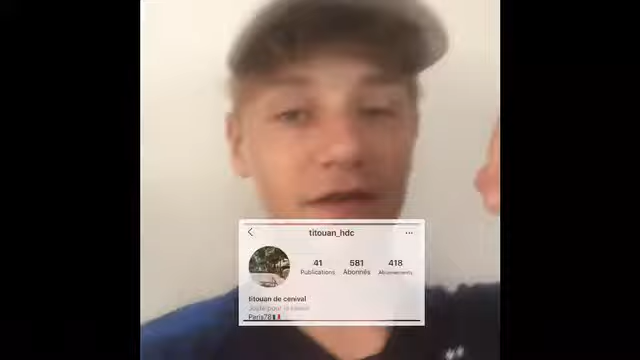 titouan_hdc
41 581 418
Publications Abonnés Abonnements
titouan de cenival
Paris78🇫🇷